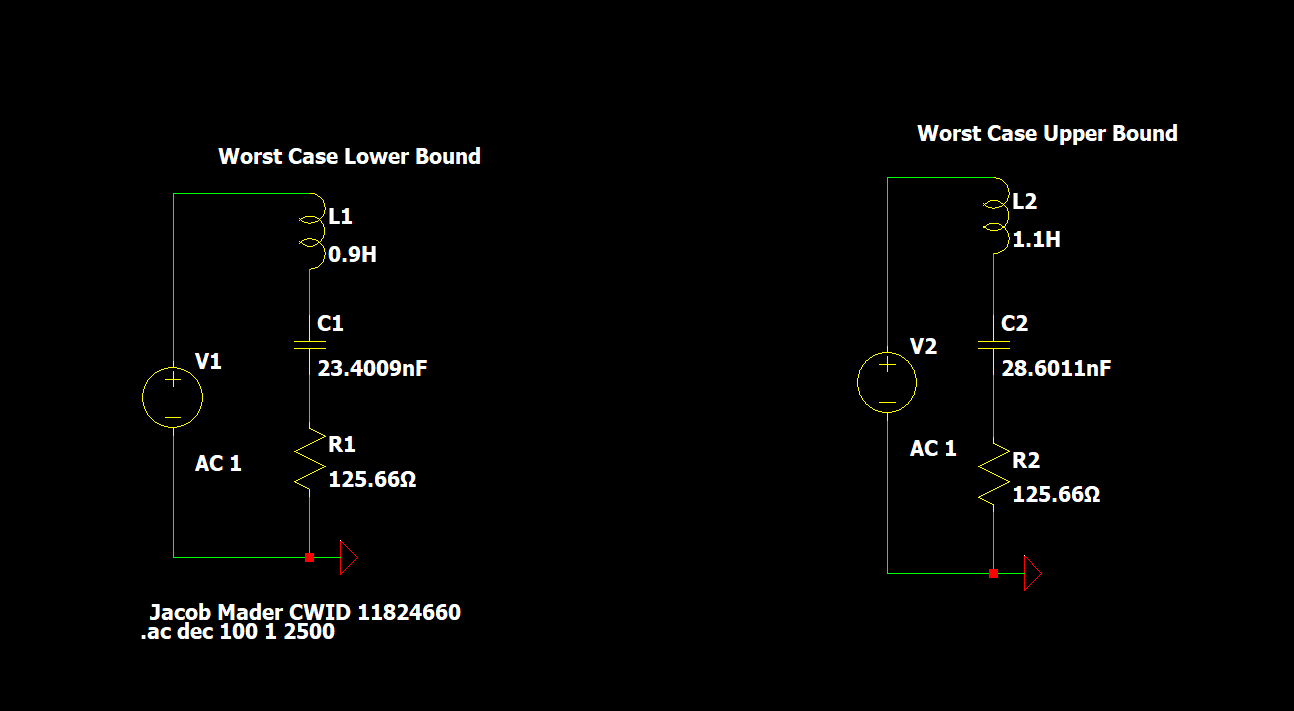 Worst Case Lower Bound
L1
0.9H
C1
23.4009nF
V1
R1
125.66Ω
AC 1
Jacob Mader CWID 11824660
.ac dec 100 1 2500
Worst Case Upper Bound
L2
1.1H
C2
28.6011nF
V2
AC 1
R2
125.66Ω